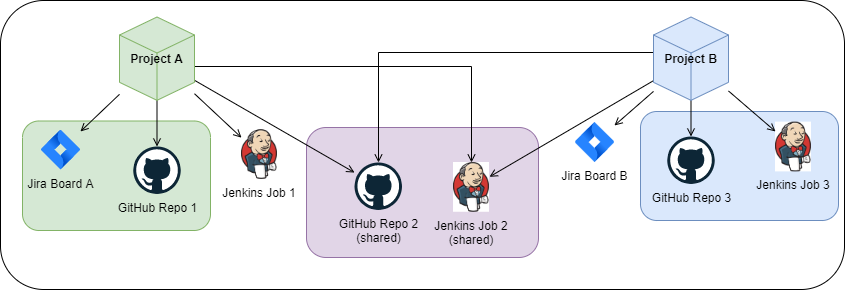 Project A
Project B
Jira Board A
GitHub Repo 1
Jenkins Job 1
GitHub Repo 2
(shared)
Jenkins Job 2
(shared)
Jira Board B
GitHub Repo 3
Jenkins Job 3